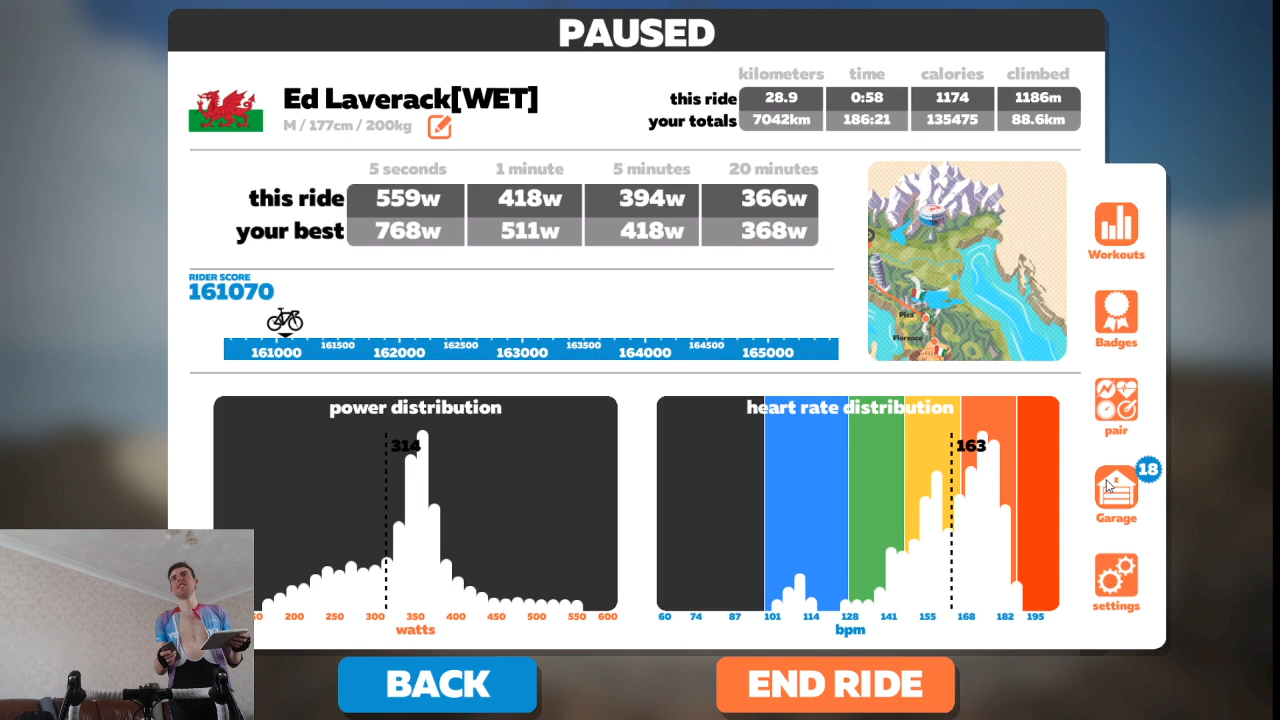 PAUSED
kilometers time calories climbed
Ed Laverack[WET]
this ride 28.9 0:58 1174 1186m
M / 177cm / 200kg
your totals 7042km 186:21 135475 88.6km
5 seconds 1 minute 5 minutes 20 minutes
this ride 559w 418w 394w 366w
your best 768w 511w 418w 368w
Workouts
RIDER SCORE
161070
161000 161500 162000 162500 163000 163500 164000 164500 165000
Pisa
Florence
Badges
power distribution
heart rate distribution
pair
314
163
18
Garage
200 250 300 350 400 450 500 550 600
watts
60 74 87 101 114 128 141 155 168 182 195
bpm
settings
BACK
END RIDE